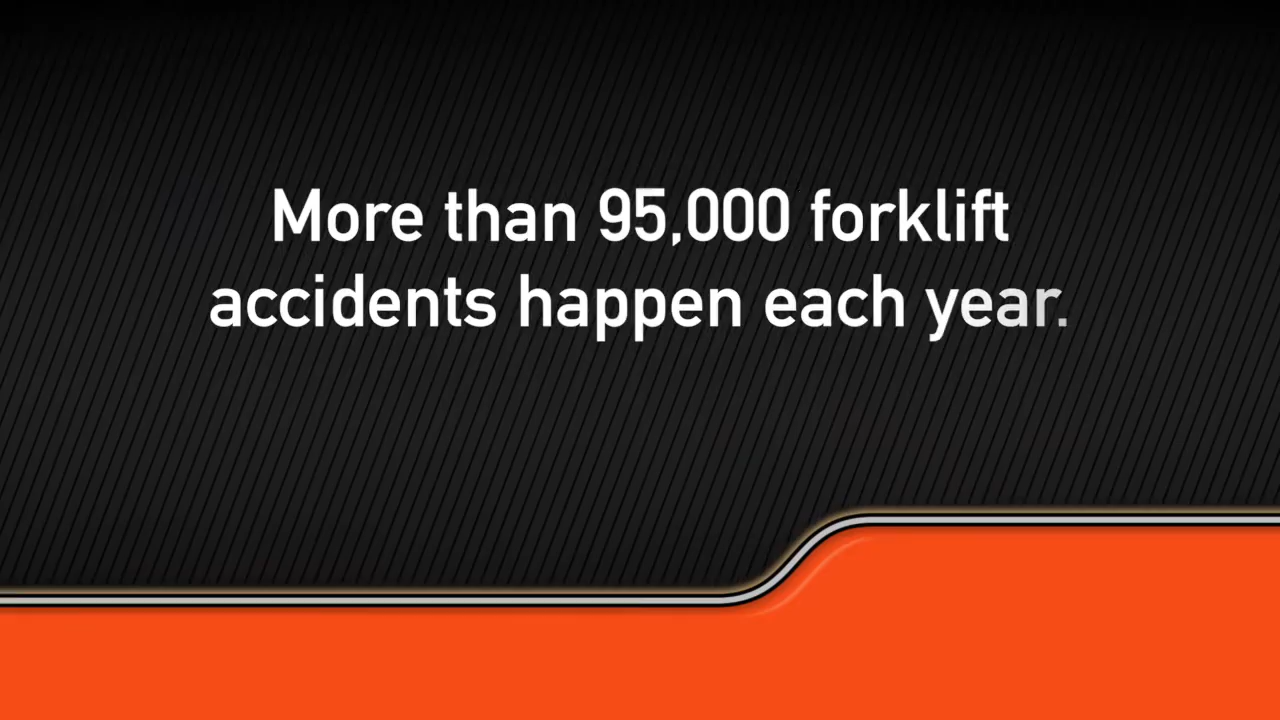 More than 95,000 forklift
accidents happen each year.